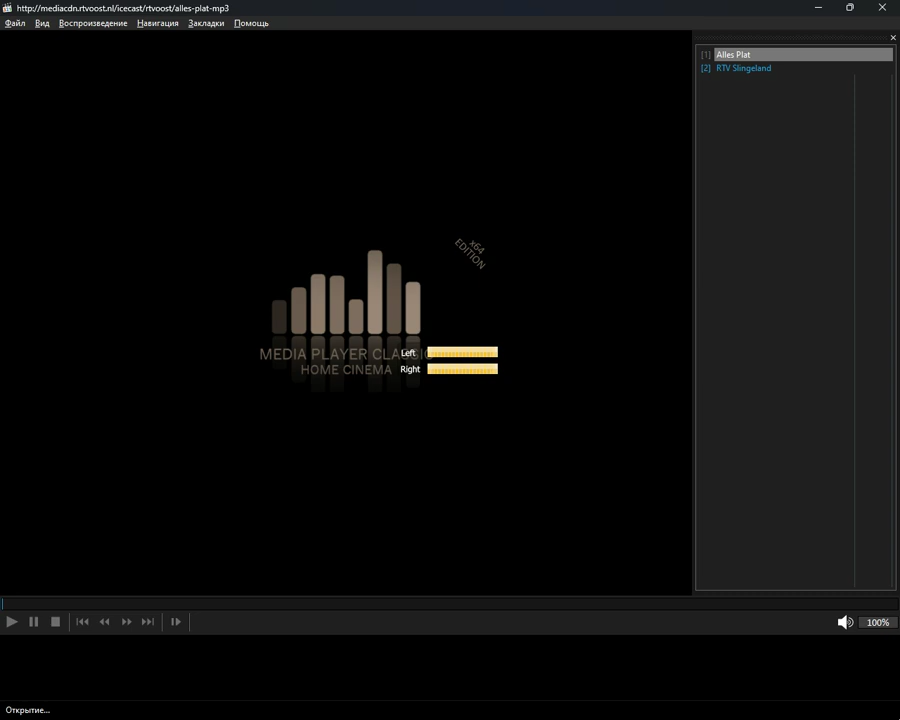 http://mediacdn.rtvoost.nl/icecast/rtvoost/alles-plat-mp3
Файл Вид Воспроизведение Навигация Закладки Помощь
[1] Alles Plat
[2] RTV Slingeland
x64
EDITION
MEDIA PLAYER CLASSIC
HOME CINEMA
Left
Right
100%
Открытие...